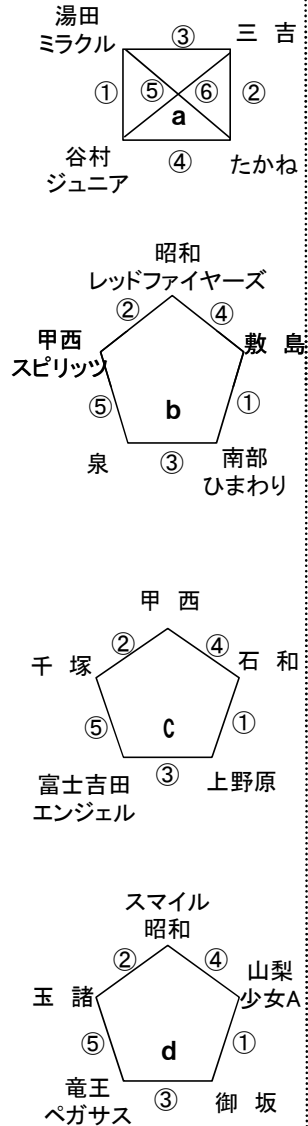 湯田
ミラクル
③
三 吉
①
⑤
⑥
②
a
谷村
ジュニア
④
たかね
昭和
レッドファイヤーズ
②
④
甲西
スピリッツ
敷 島
⑤
b
①
泉
③
南部
ひまわり
甲 西
②
④
千 塚
石 和
⑤
c
①
富士吉田
エンジェル
③
上野原
スマイル
昭和
②
④
玉 諸
山梨
少女A
⑤
d
①
竜王
ペガサス
③
御 坂